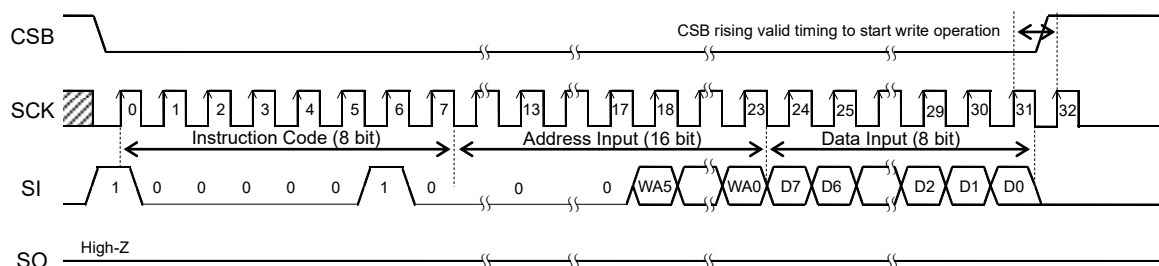 CSB
CSB rising valid timing to start write operation
SCK
0 1 2 3 4 5 6 7 13 17 18 23 24 25 29 30 31 32
Instruction Code (8 bit) Address Input (16 bit) Data Input (8 bit)
SI
1 0 0 0 0 0 1 0 0 0 WA5 WA0 D7 D6 D2 D1 D0
High-Z
SO